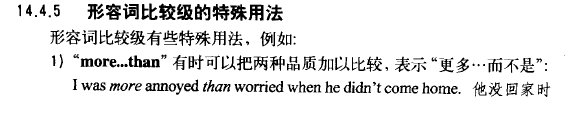 14.4.5 形容词比较级的特殊用法
形容词比较级有些特殊用法，例如:
1) “more...than” 有时可以把两种品质加以比较，表示“更多…而不是”:
I was more annoyed than worried when he didn't come home. 他没回家时